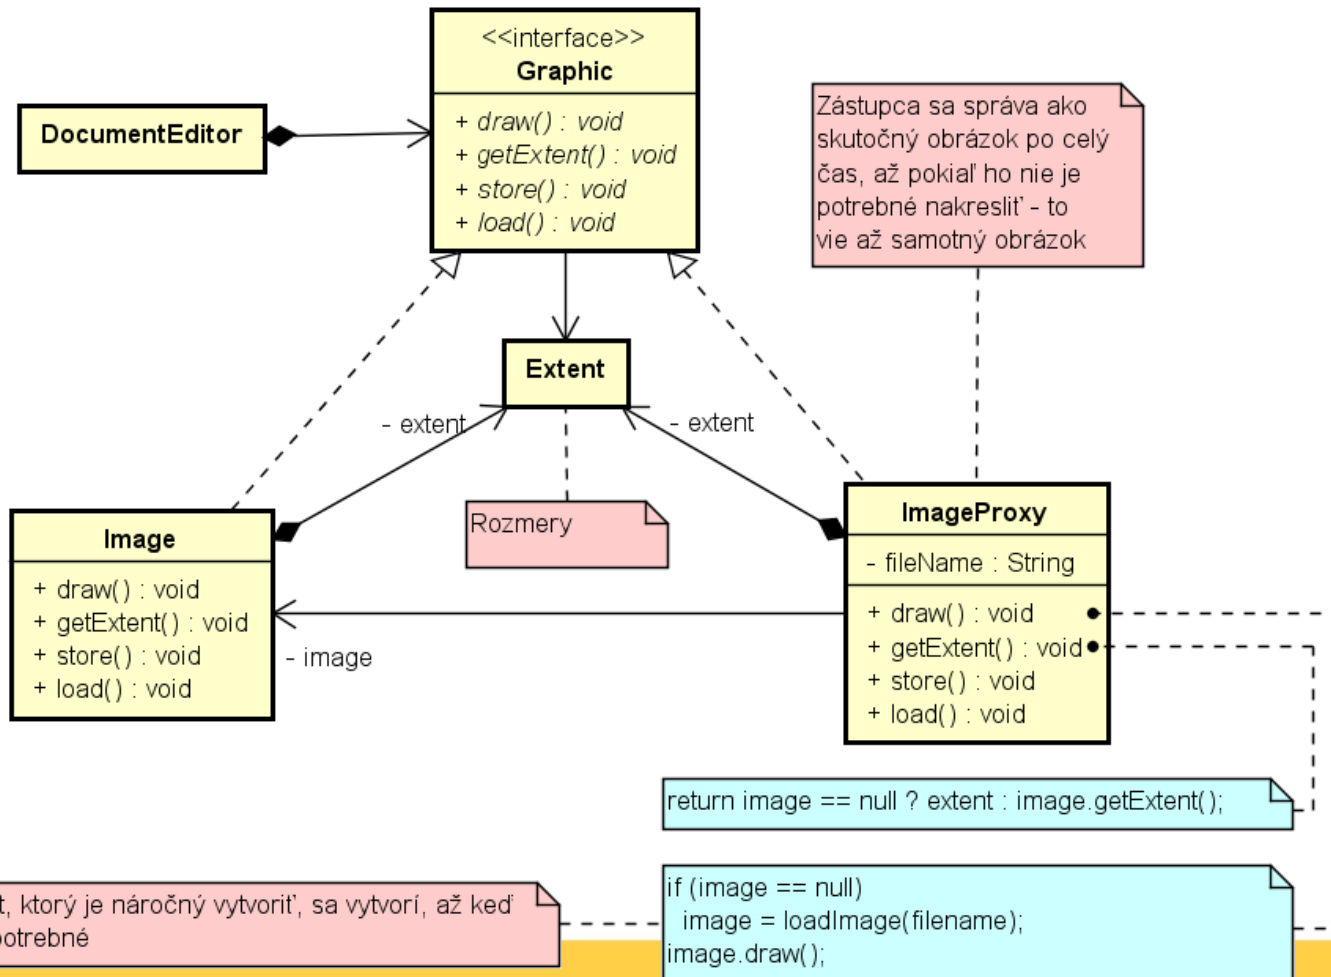 <<interface>>
Graphic
+ draw() : void
+ getExtent() : void
+ store() : void
+ load() : void
DocumentEditor
Zástupca sa správa ako
skutočný obrázok po celý
čas, až pokiaľ ho nie je
potrebné nakresliť - to
vie až samotný obrázok
Extent
- extent
- extent
Rozmery
Image
+ draw() : void
+ getExtent() : void
+ store() : void
+ load() : void
- image
ImageProxy
- fileName : String
+ draw() : void
+ getExtent() : void
+ store() : void
+ load() : void
return image == null ? extent : image.getExtent();
if (image == null)
image = loadImage(filename);
image.draw();
t, ktorý je náročný vytvoriť, sa vytvorí, až keď
potrebné